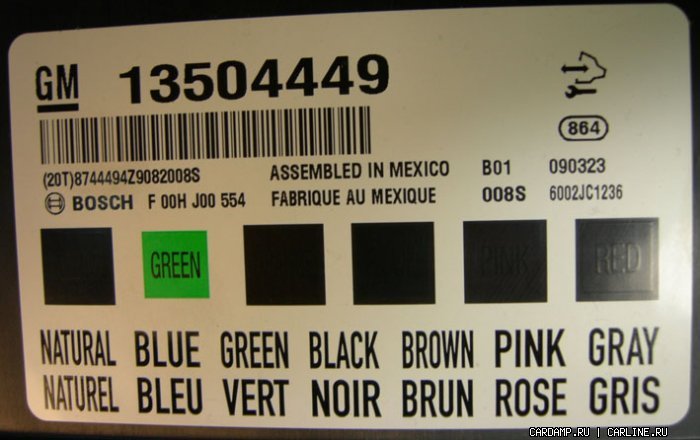 GM 13504449
864
(20T)8744494Z9082008S ASSEMBLED IN MEXICO B01 090323
BOSCH F 00H J00 554 FABRIQUE AU MEXIQUE 008S 6002JC1236
GREEN PINK RED
NATURAL BLUE GREEN BLACK BROWN PINK GRAY
NATUREL BLEU VERT NOIR BRUN ROSE GRIS
CARDAMP.RU | CARLINE.RU